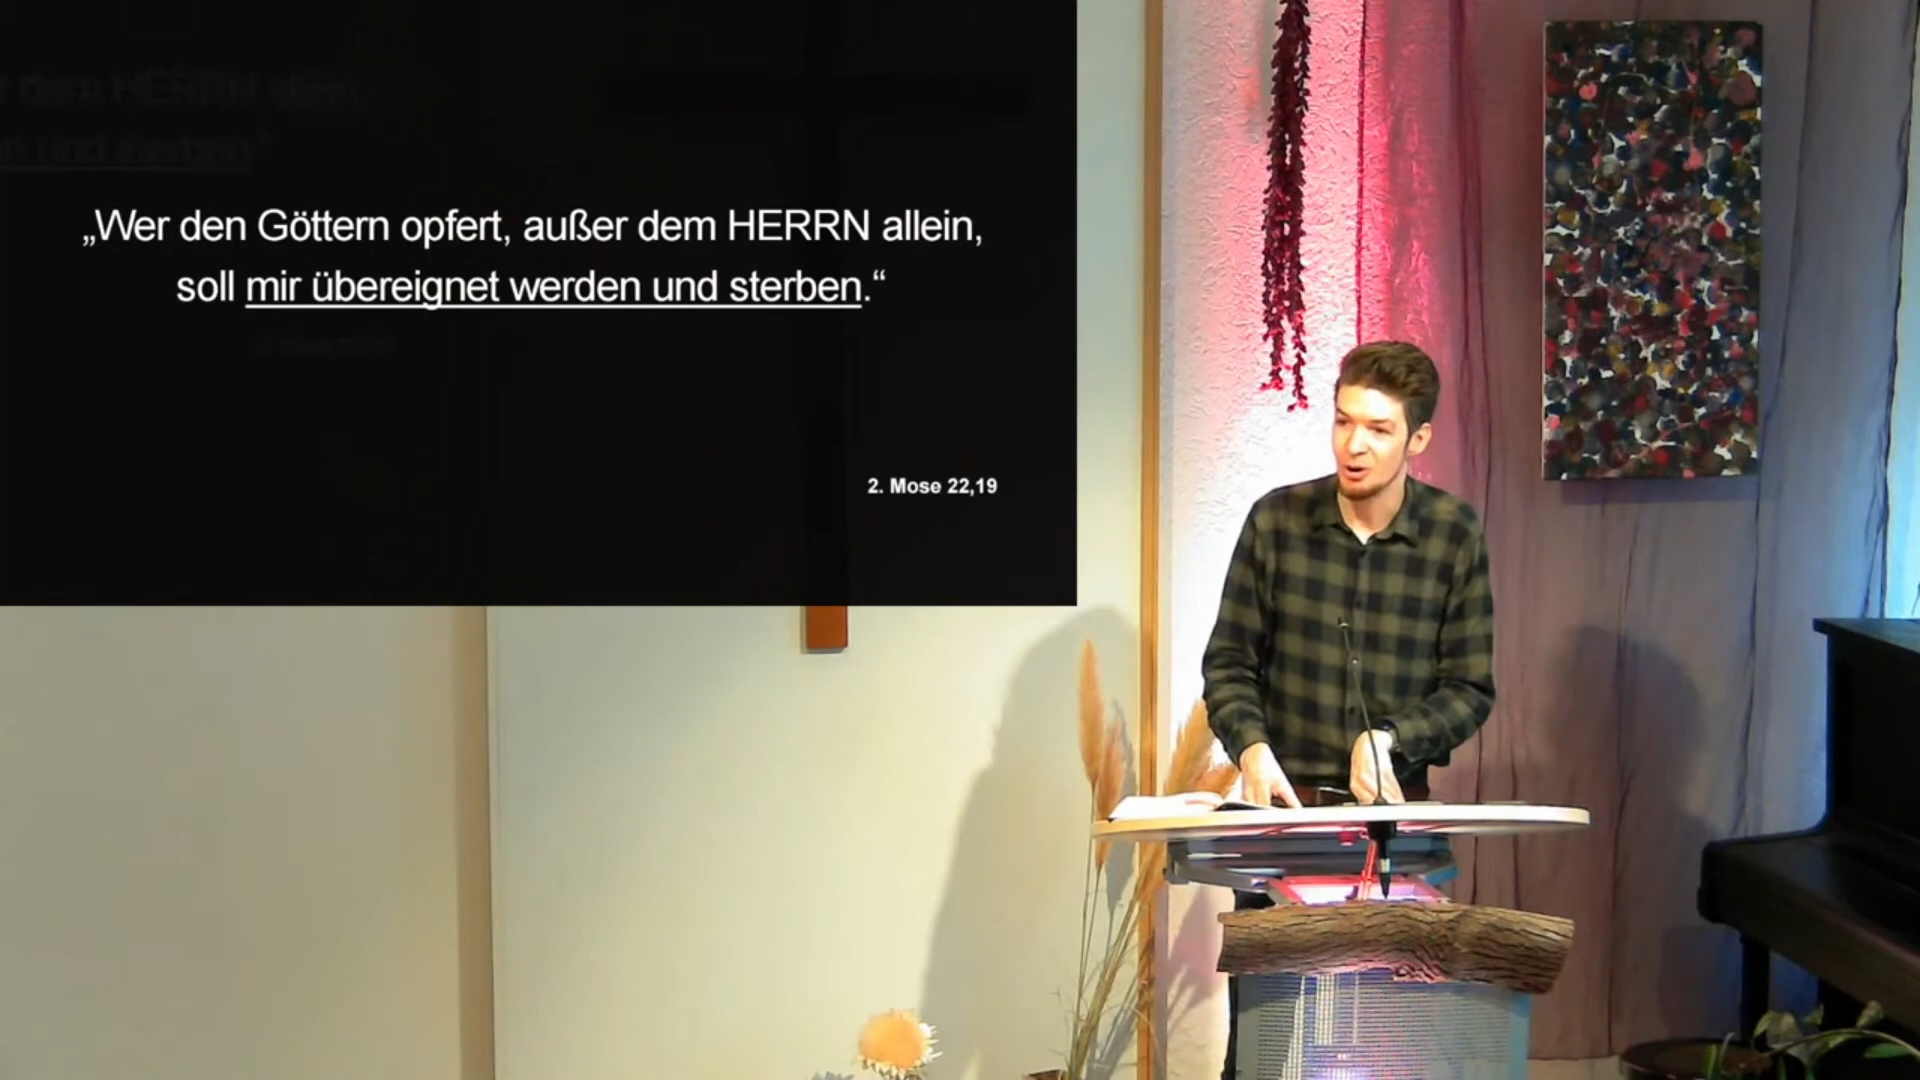 „Wer den Göttern opfert, außer dem HERRN allein,
soll mir übereignet werden und sterben.“
2. Mose 22,19